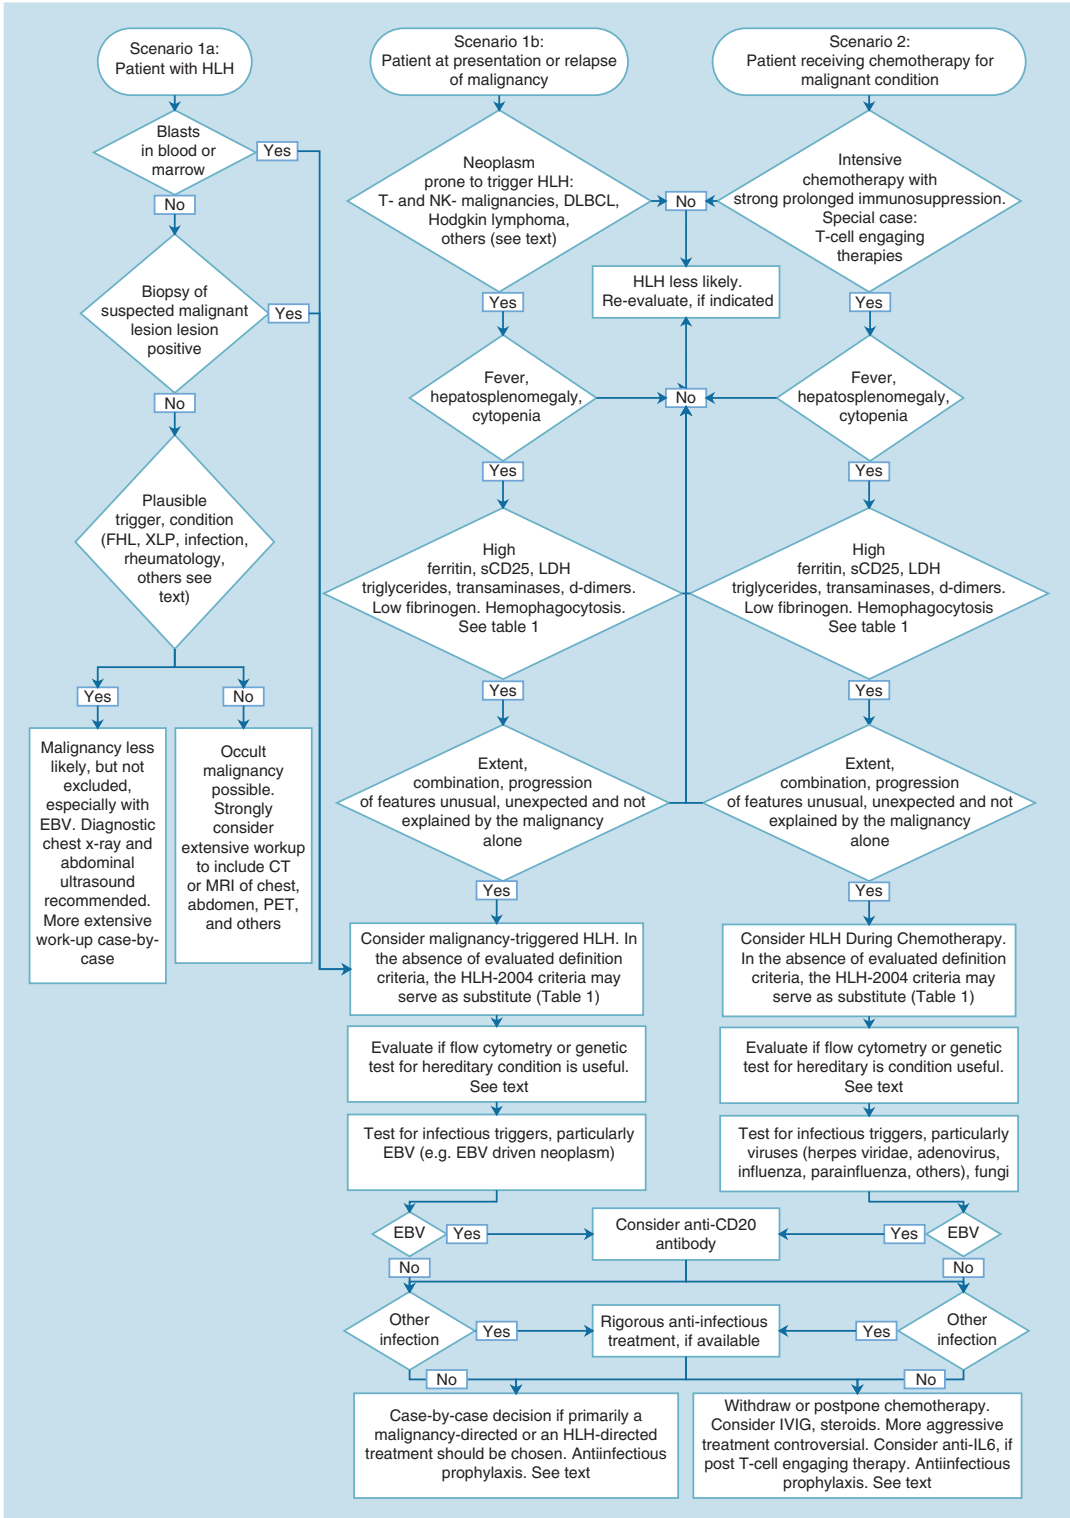 Scenario 1a:
Patient with HLH
Blasts
in blood or
marrow
Yes
No
Biopsy of
suspected malignant
lesion lesion
positive
Yes
No
Plausible
trigger, condition
(FHL, XLP, infection,
rheumatology,
others see
text)
Yes
No
Malignancy less
likely, but not
excluded,
especially with
EBV. Diagnostic
chest x-ray and
abdominal
ultrasound
recommended.
More extensive
work-up case-by-
case
Occult
malignancy
possible.
Strongly
consider
extensive workup
to include CT
or MRI of chest,
abdomen, PET,
and others
Scenario 1b:
Patient at presentation or relapse
of malignancy
Neoplasm
prone to trigger HLH:
T- and NK- malignancies, DLBCL,
Hodgkin lymphoma,
others (see text)
No
Yes
HLH less likely.
Re-evaluate, if indicated
Fever,
hepatosplenomegaly,
cytopenia
No
Yes
High
ferritin, sCD25, LDH
triglycerides, transaminases, d-dimers.
Low fibrinogen. Hemophagocytosis.
See table 1
Yes
Extent,
combination, progression
of features unusual, unexpected and not
explained by the malignancy
alone
Yes
Consider malignancy-triggered HLH. In
the absence of evaluated definition
criteria, the HLH-2004 criteria may
serve as substitute (Table 1)
Evaluate if flow cytometry or genetic
test for hereditary condition is useful.
See text
Test for infectious triggers, particularly
EBV (e.g. EBV driven neoplasm)
EBV
Yes
No
Consider anti-CD20
antibody
Other
infection
Yes
No
Rigorous anti-infectious
treatment, if available
Case-by-case decision if primarily a
malignancy-directed or an HLH-directed
treatment should be chosen. Antiinfectious
prophylaxis. See text
Scenario 2:
Patient receiving chemotherapy for
malignant condition
Intensive
chemotherapy with
strong prolonged immunosuppression.
Special case:
T-cell engaging
therapies
Yes
Fever,
hepatosplenomegaly,
cytopenia
Yes
High
ferritin, sCD25, LDH
triglycerides, transaminases, d-dimers.
Low fibrinogen. Hemophagocytosis
See table 1
Yes
Extent,
combination, progression
of features unusual, unexpected and not
explained by the malignancy
alone
Yes
Consider HLH During Chemotherapy.
In the absence of evaluated definition
criteria, the HLH-2004 criteria may
serve as substitute (Table 1)
Evaluate if flow cytometry or genetic
test for hereditary is condition useful.
See text
Test for infectious triggers, particularly
viruses (herpes viridae, adenovirus,
influenza, parainfluenza, others), fungi
Yes
EBV
No
Yes
Other
infection
No
Withdraw or postpone chemotherapy.
Consider IVIG, steroids. More aggressive
treatment controversial. Consider anti-IL6, if
post T-cell engaging therapy. Antiinfectious
prophylaxis. See text